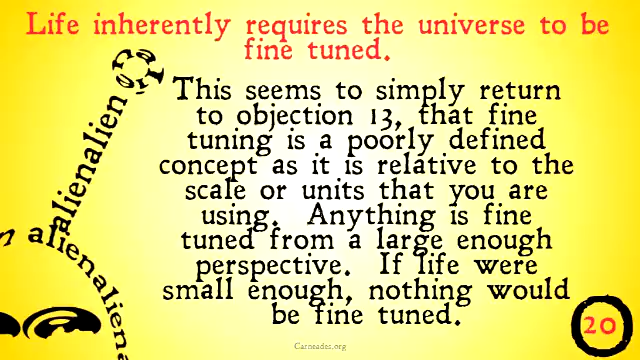 Life inherently requires the universe to be
fine tuned.
This seems to simply return
to objection 13, that fine
tuning is a poorly defined
concept as it is relative to the
scale or units that you are
using. Anything is fine
tuned from a large enough
perspective. If life were
small enough, nothing would
be fine tuned.
alienalien
alienaliena
20
Carneades.org